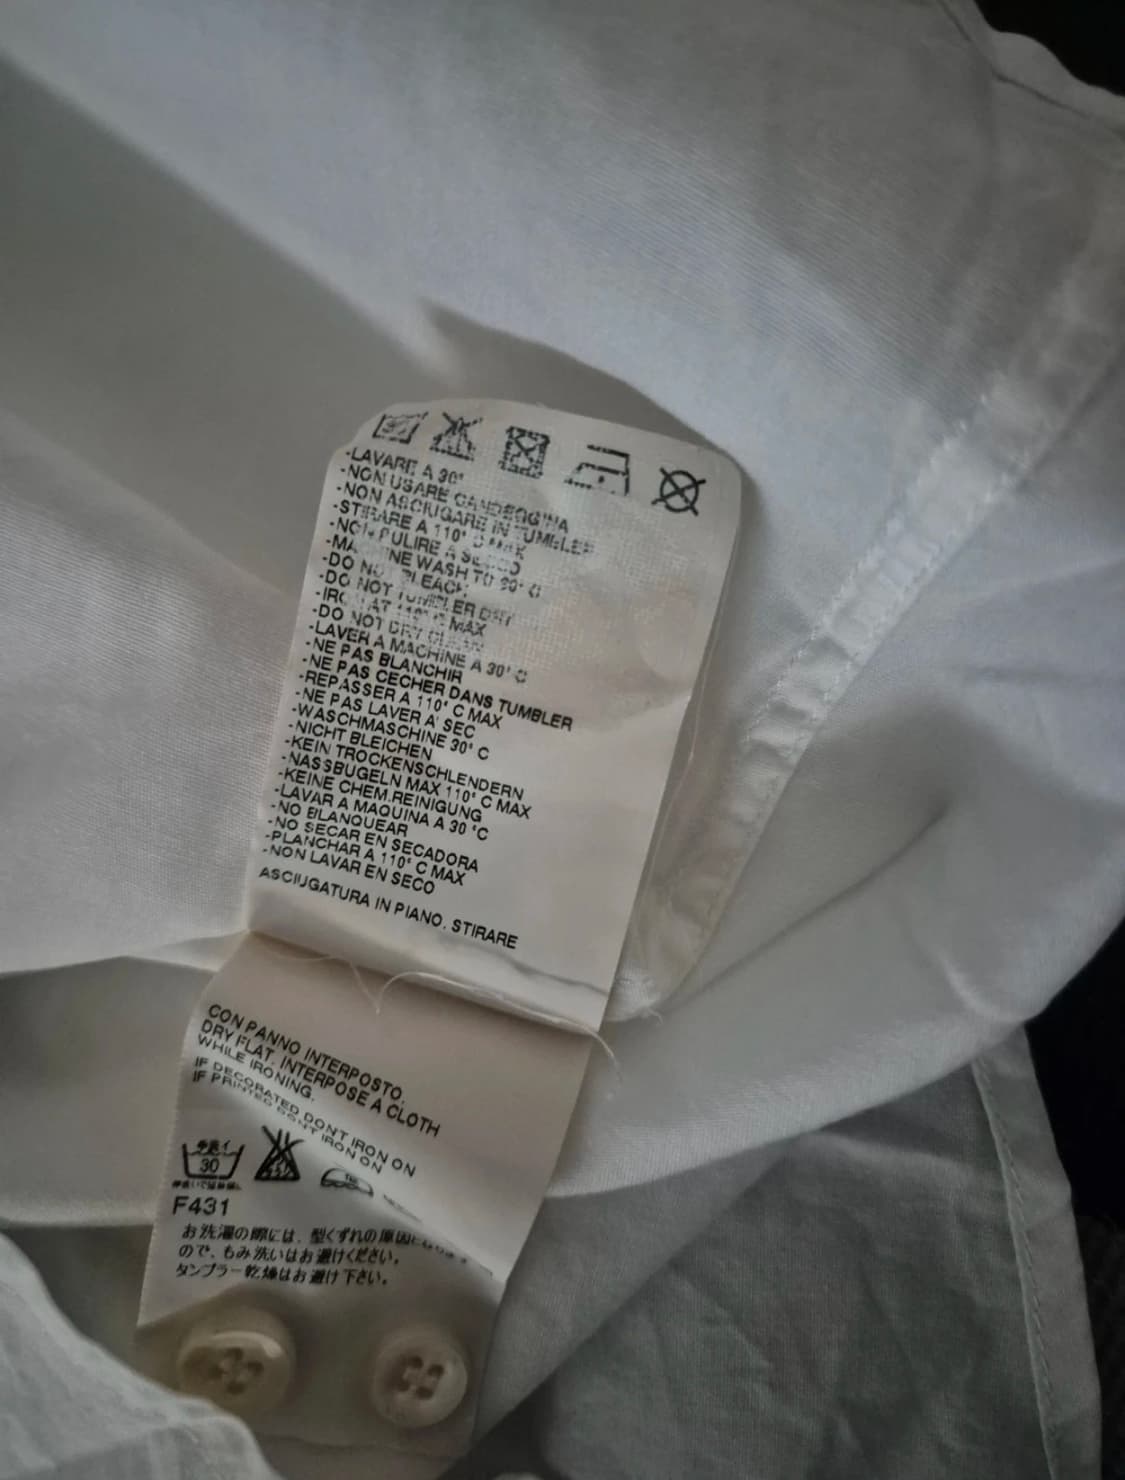 -LAVARE A 30°
-NON USARE CANDEGGINA
-NON ASCIUGARE IN TUMBLER
-STIRARE A 110° C MAX
-NON PULIRE A SECCO
-MACHINE WASH TO 30° C
-DO NOT BLEACH
-DO NOT TUMBLER DRY
-IRON AT 110° C MAX
-DO NOT DRY CLEAN
-LAVER A MACHINE A 30° C
-NE PAS BLANCHIR
-NE PAS CECHER DANS TUMBLER
-REPASSER A 110° C MAX
-NE PAS LAVER A' SEC
-WASCHMASCHINE 30° C
-NICHT BLEICHEN
-KEIN TROCKENSCHLENDERN
-NASSBUGELN MAX 110° C MAX
-KEINE CHEM.REINIGUNG
-LAVAR A MAQUINA A 30 °C
-NO BLANQUEAR
-NO SECAR EN SECADORA
-PLANCHAR A 110° C MAX
-NON LAVAR EN SECO
ASCIUGATURA IN PIANO. STIRARE
CON PANNO INTERPOSTO.
DRY FLAT. INTERPOSE A CLOTH
WHILE IRONING.
IF DECORATED DONT IRON ON
IF PRINTED DONT IRON ON
30
F431
お洗濯の際には、型くずれの原因に
ので、もみ洗いはお避けください。
タンブラー乾燥はお避け下さい。